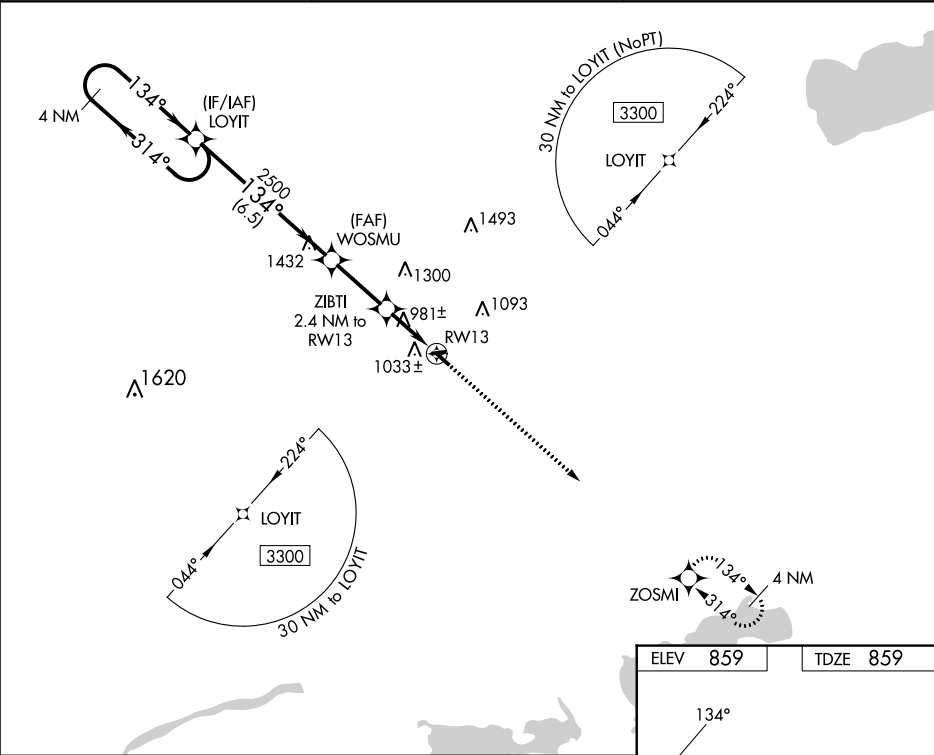 30 NM to LOYIT (NoPT)
3300
224°
LOYIT
044°
134°
4 NM
314°
(IF/IAF)
LOYIT
2500
134°
(6.5)
(FAF)
WOSMU
1432
1493
1300
ZIBTI
2.4 NM to
RW13
981±
1093
RW13
1033±
1620
224°
LOYIT
3300
044°
30 NM to LOYIT
ZOSMI
134°
4 NM
314°
ELEV 859
TDZE 859
134°